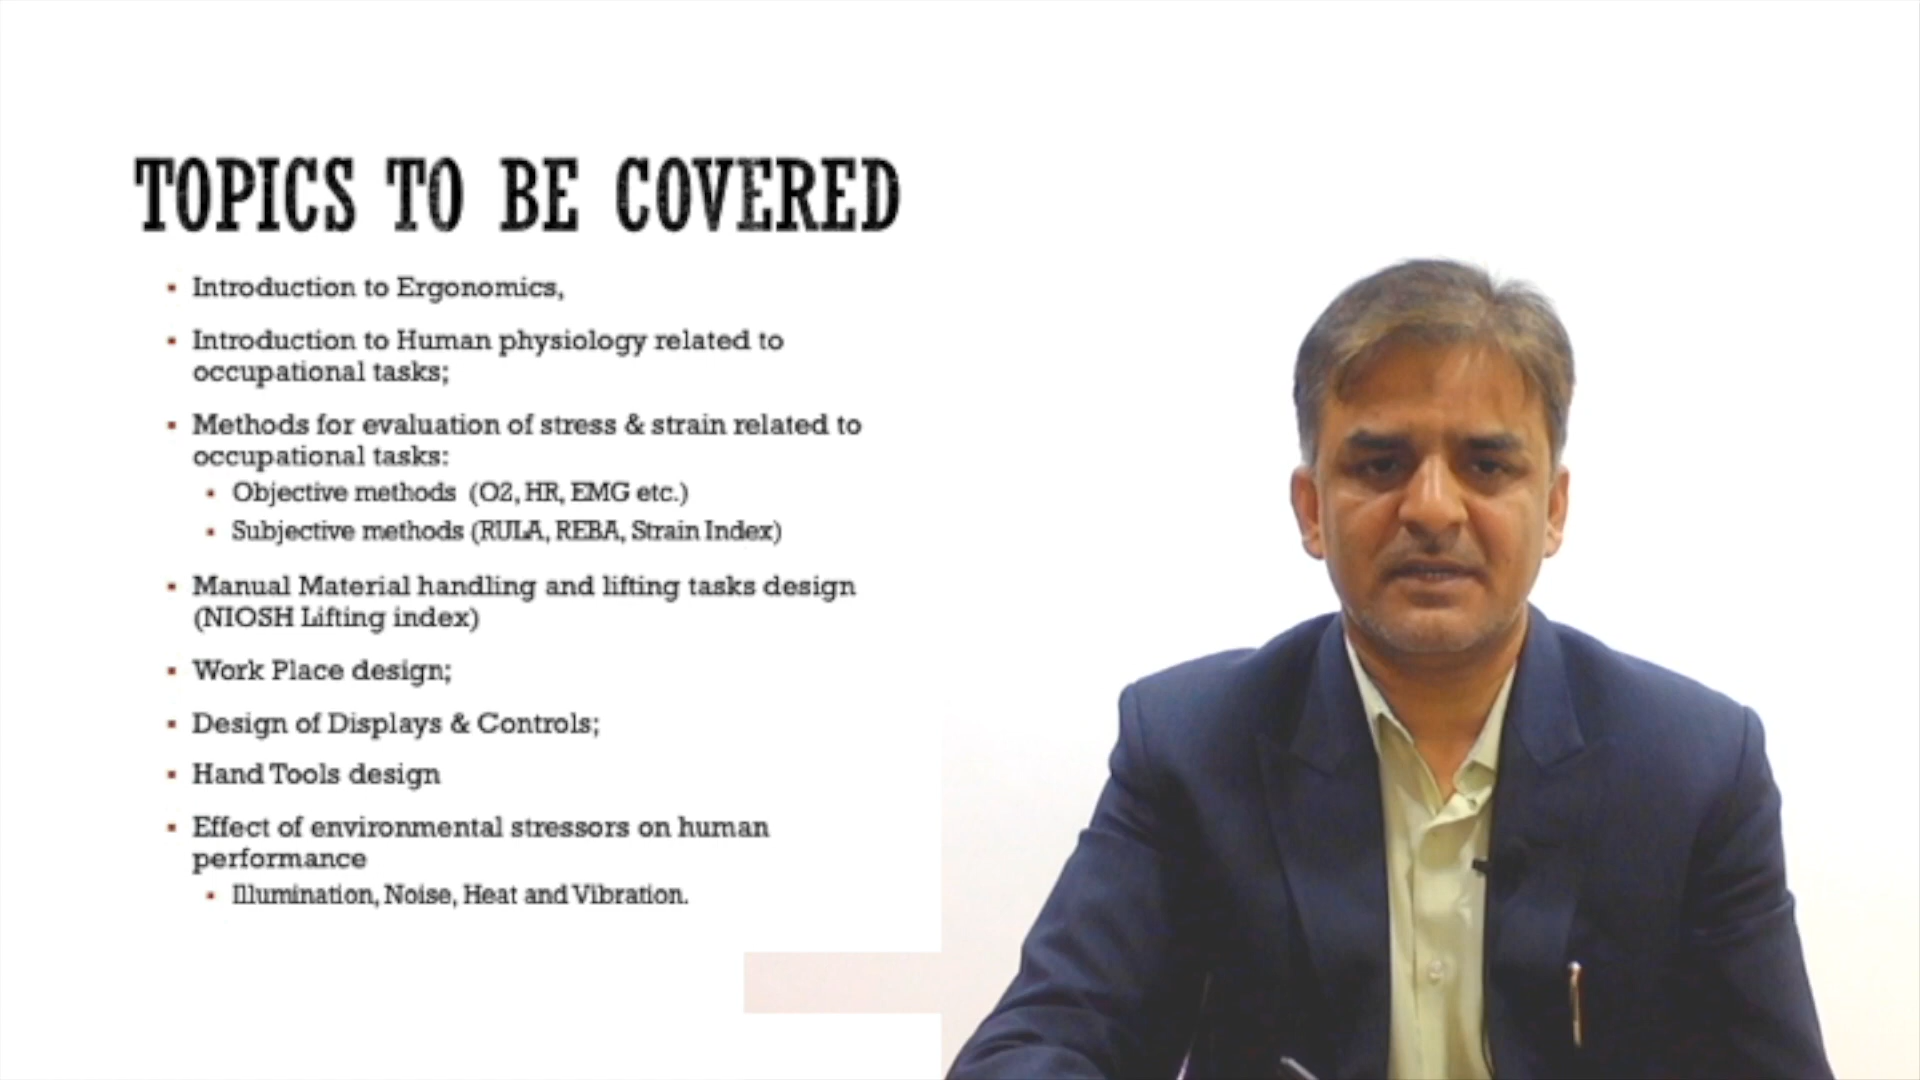 TOPICS TO BE COVERED
▪ Introduction to Ergonomics,
▪ Introduction to Human physiology related to
occupational tasks;
▪ Methods for evaluation of stress & strain related to
occupational tasks:
▪ Objective methods (O2, HR, EMG etc.)
▪ Subjective methods (RULA, REBA, Strain Index)
▪ Manual Material handling and lifting tasks design
(NIOSH Lifting index)
▪ Work Place design;
▪ Design of Displays & Controls;
▪ Hand Tools design
▪ Effect of environmental stressors on human
performance
▪ Illumination, Noise, Heat and Vibration.